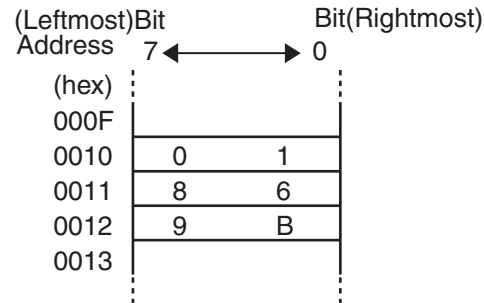 (Leftmost)Bit Bit(Rightmost)
Address 7 0
(hex)
000F
0010 0 1
0011 8 6
0012 9 B
0013